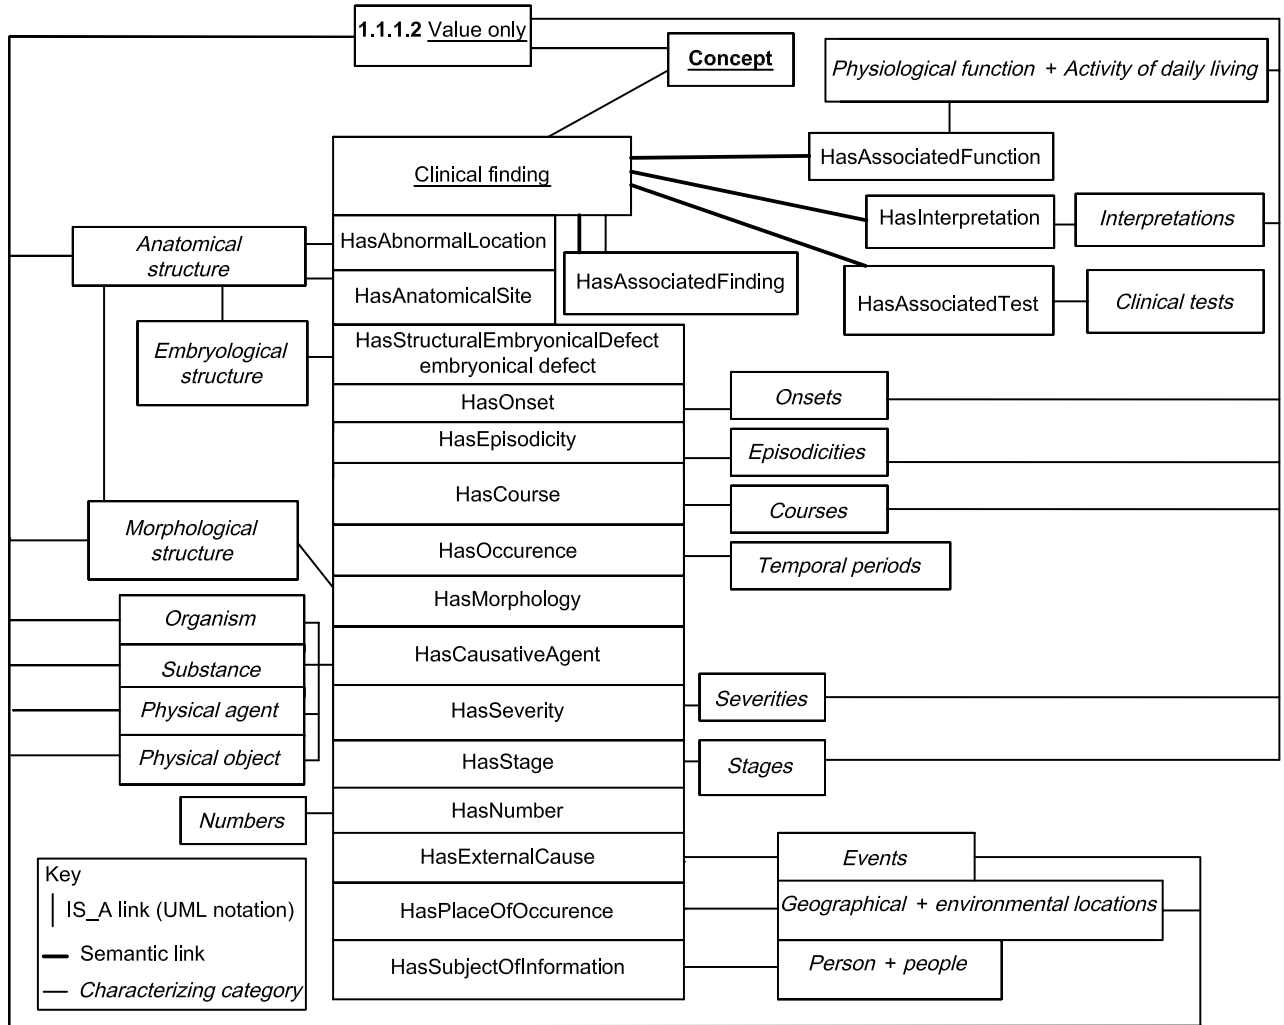 1.1.1.2 Value only
Concept
Physiological function + Activity of daily living
HasAssociatedFunction
Clinical finding
HasInterpretation
Interpretations
HasAbnormalLocation
Anatomical
structure
HasAssociatedFinding
HasAnatomicalSite
HasAssociatedTest
Clinical tests
HasStructuralEmbryonicalDefect
embryonical defect
Embryological
structure
HasOnset
Onsets
HasEpisodicity
Episodicities
HasCourse
Courses
Morphological
structure
HasOccurence
Temporal periods
HasMorphology
Organism
Substance
Physical agent
Physical object
HasCausativeAgent
HasSeverity
Severities
HasStage
Stages
HasNumber
Numbers
HasExternalCause
Events
HasPlaceOfOccurence
Geographical + environmental locations
HasSubjectOfInformation
Person + people
Key
IS_A link (UML notation)
Semantic link
Characterizing category